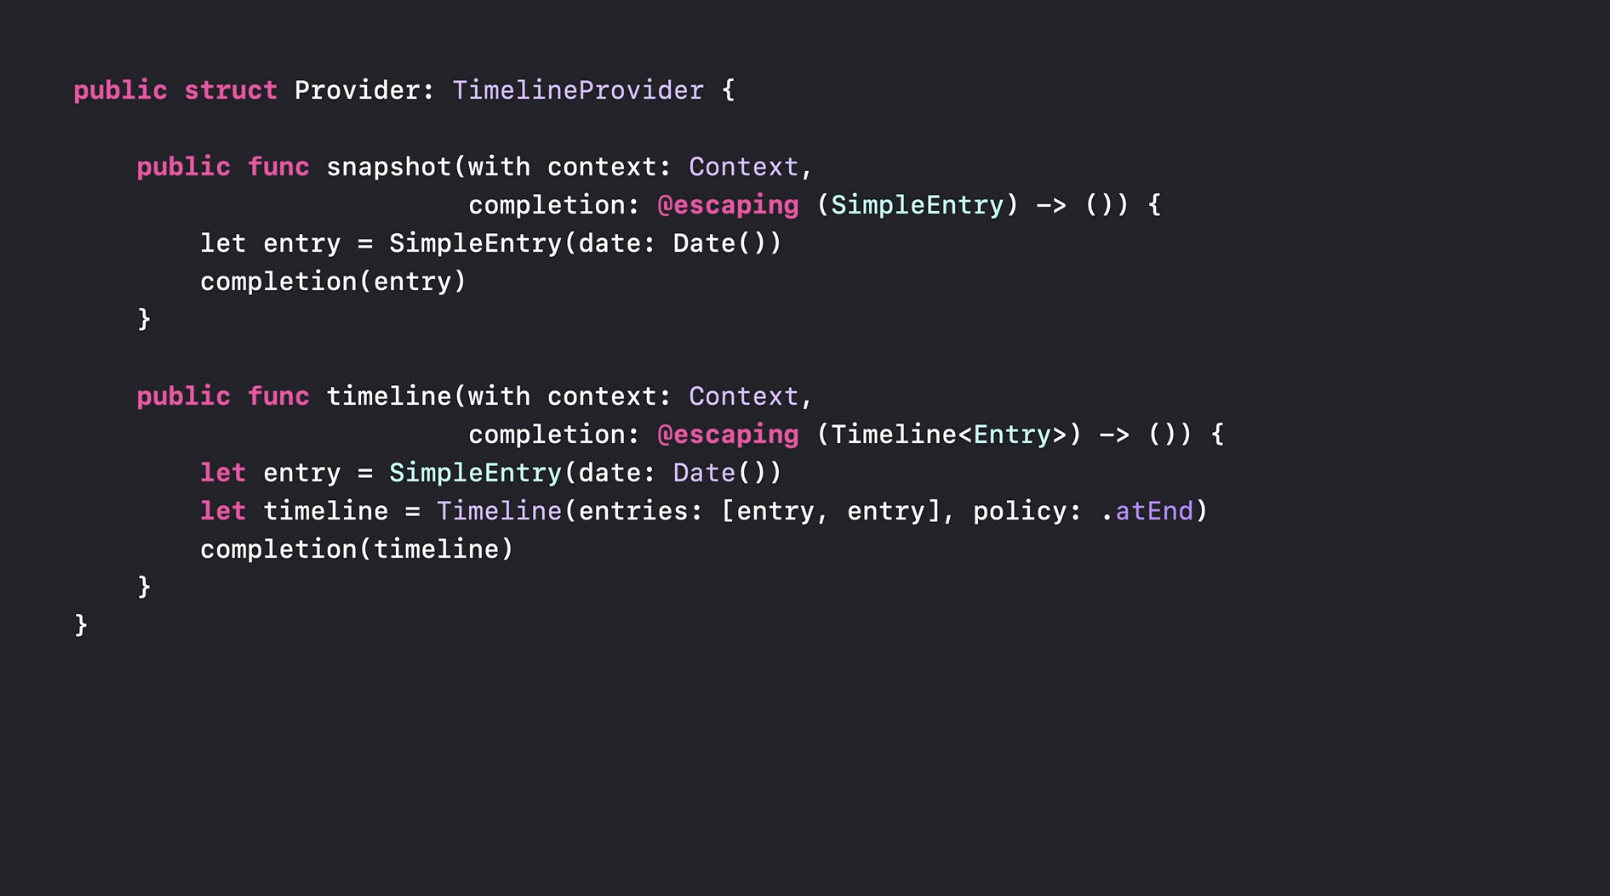 public struct Provider: TimelineProvider {
public func snapshot(with context: Context,
completion: @escaping (SimpleEntry) -> ()) {
let entry = SimpleEntry(date: Date())
completion(entry)
}
public func timeline(with context: Context,
completion: @escaping (Timeline<Entry>) -> ()) {
let entry = SimpleEntry(date: Date())
let timeline = Timeline(entries: [entry, entry], policy: .atEnd)
completion(timeline)
}
}